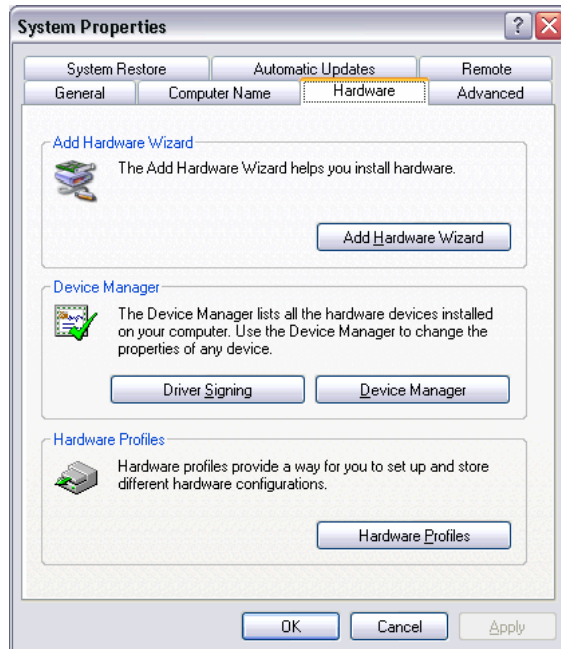 System Properties
System Restore Automatic Updates Remote
General Computer Name Hardware Advanced
Add Hardware Wizard
The Add Hardware Wizard helps you install hardware.
Add Hardware Wizard
Device Manager
The Device Manager lists all the hardware devices installed
on your computer. Use the Device Manager to change the
properties of any device.
Driver Signing Device Manager
Hardware Profiles
Hardware profiles provide a way for you to set up and store
different hardware configurations.
Hardware Profiles
OK Cancel Apply